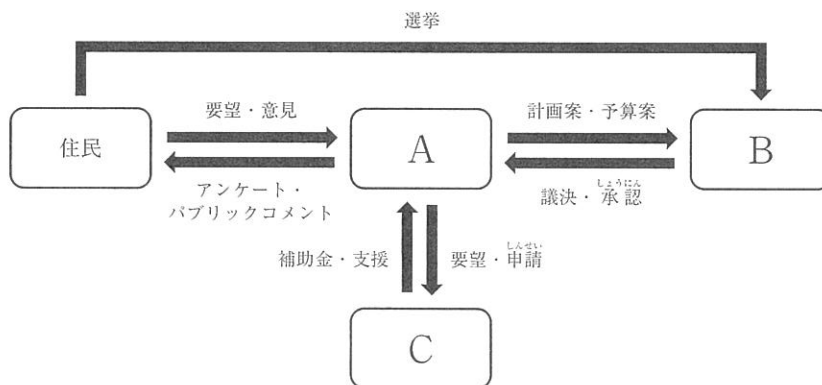 選挙
要望・意見
計画案・予算案
住民
A
B
アンケート・
パブリックコメント
しょうにん
議決・承認
補助金・支援
しんせい
要望・申請
C